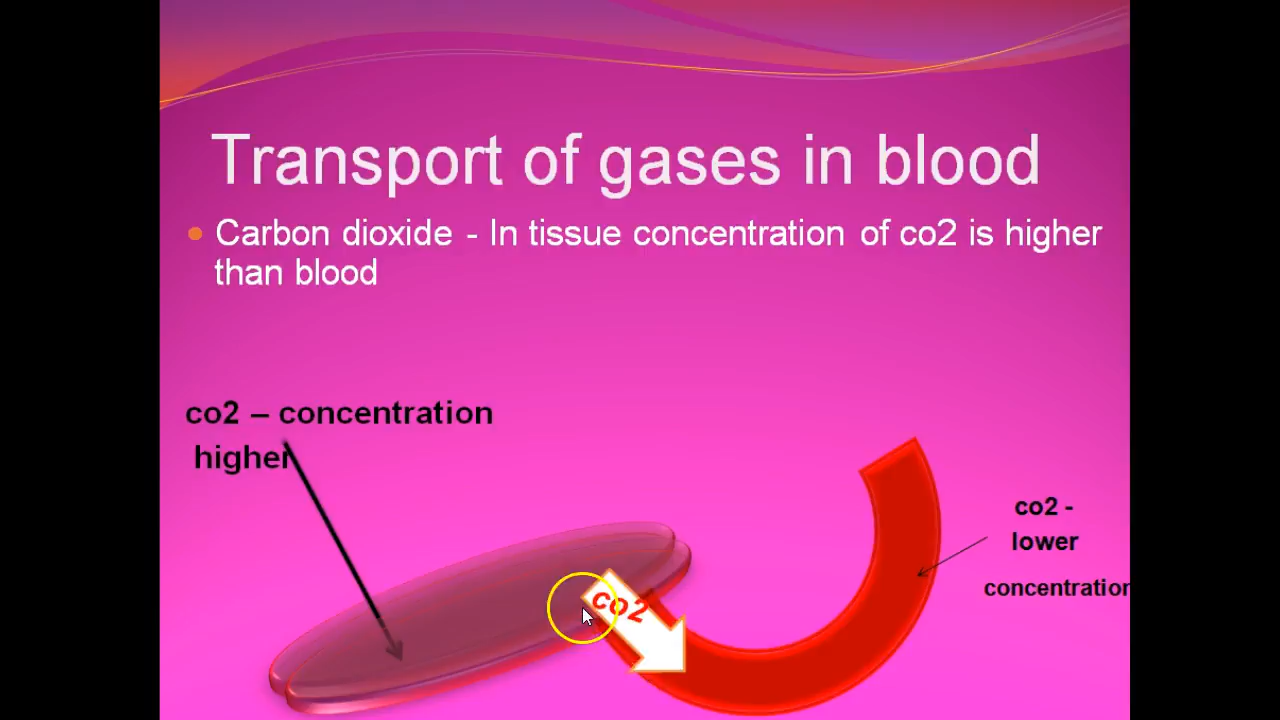 Transport of gases in blood
Carbon dioxide - In tissue concentration of co2 is higher
than blood
co2 – concentration
higher
co2 -
lower
concentration
co2